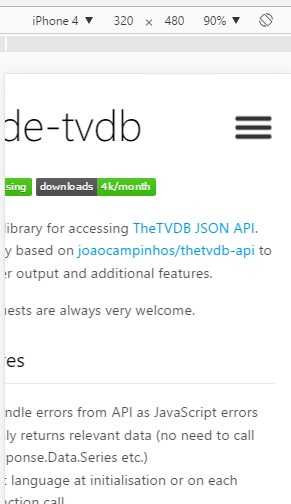 iPhone 4 ▼ 320 × 480 90% ▼
de-tvdb
sing downloads 4k/month
library for accessing TheTVDB JSON API.
y based on joaocampinhos/thetvdb-api to
er output and additional features.
uests are always very welcome.
res
ndle errors from API as JavaScript errors
lly returns relevant data (no need to call
ponse.Data.Series etc.)
t language at initialisation or on each
nction call